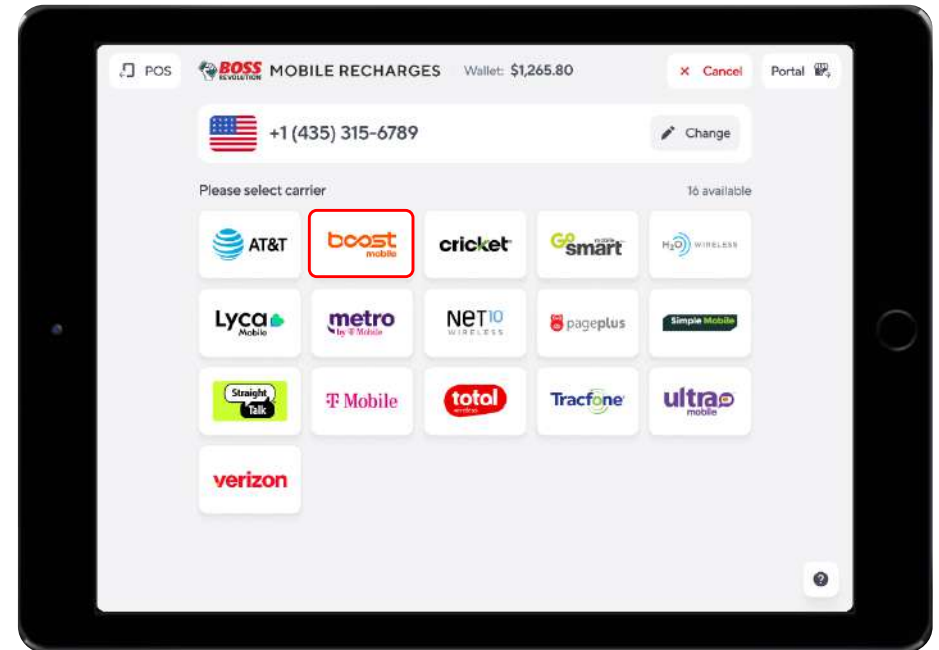 POS
BOSS REVOLUTION MOBILE RECHARGES Wallet: $1,265.80
× Cancel
Portal
+1 (435) 315-6789
Change
Please select carrier
16 available
AT&T
boost mobile
cricket
GO smart mobile
H2O WIRELESS
Lyca Mobile
metro by T Mobile
NET10 WIRELESS
pageplus
Simple Mobile
Straight Talk
T Mobile
total wireless
Tracfone
ultra mobile
verizon
?